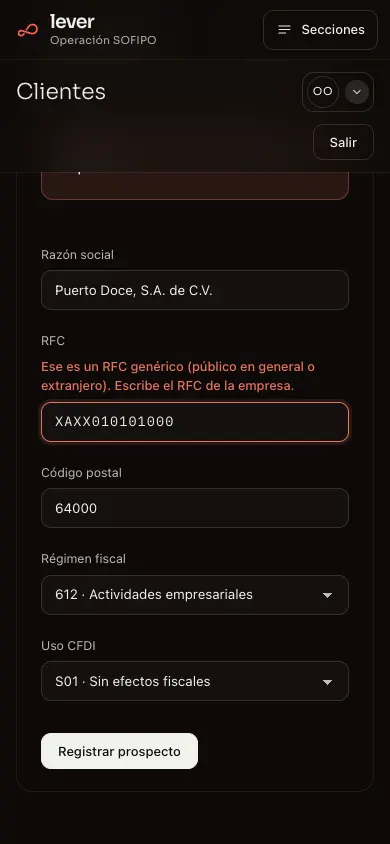 lever
Operación SOFIPO
Secciones
Clientes
OO
Salir
Razón social
Puerto Doce, S.A. de C.V.
RFC
Ese es un RFC genérico (público en general o
extranjero). Escribe el RFC de la empresa.
XAXX010101000
Código postal
64000
Régimen fiscal
612 · Actividades empresariales
Uso CFDI
S01 · Sin efectos fiscales
Registrar prospecto